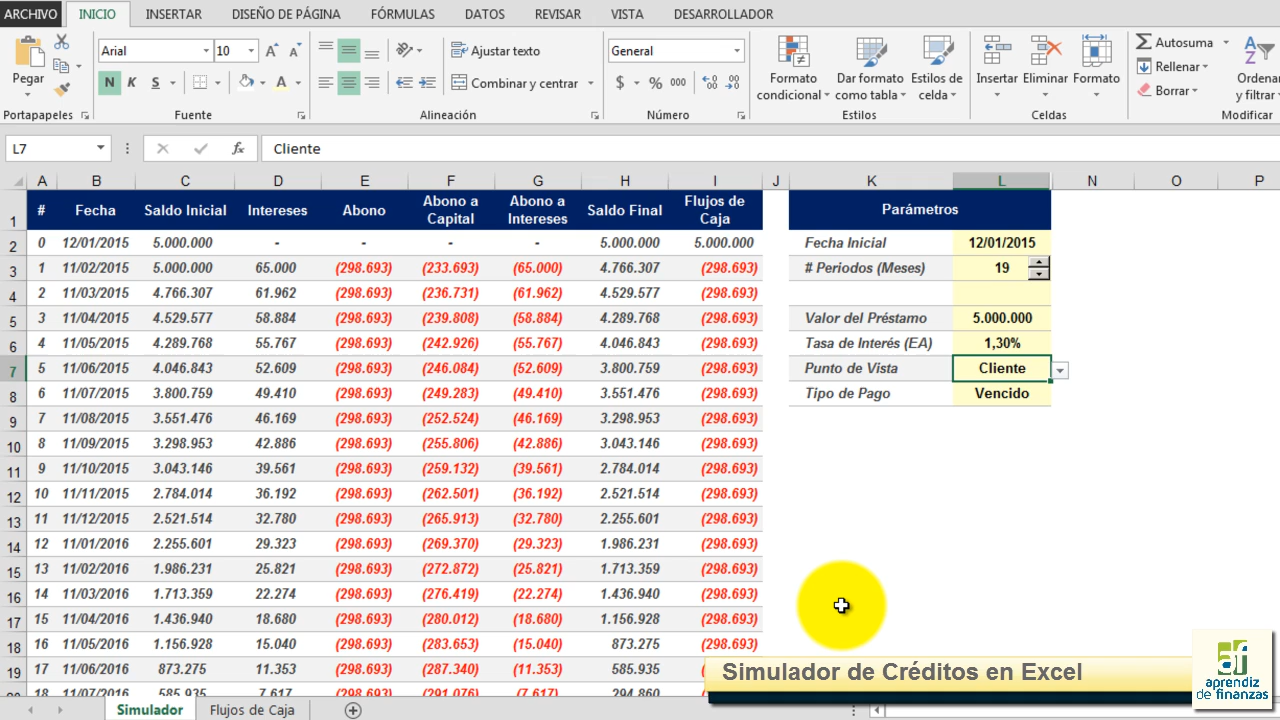 ARCHIVO INICIO INSERTAR DISEÑO DE PÁGINA FÓRMULAS DATOS REVISAR VISTA DESARROLLADOR
Pegar
Portapapeles
Arial 10
N K S
Fuente
Ajustar texto
Combinar y centrar
Alineación
General
$ % 000
Número
Formato condicional
Dar formato como tabla
Estilos de celda
Estilos
Insertar Eliminar Formato
Celdas
Autosuma
Rellenar
Borrar
Ordenar y filtrar
Modificar
L7 fx Cliente
A B C D E F G H I J K L N O P
1 # Fecha Saldo Inicial Intereses Abono Abono a Capital Abono a Intereses Saldo Final Flujos de Caja Parámetros
2 0 12/01/2015 5.000.000 - - - - 5.000.000 5.000.000 Fecha Inicial 12/01/2015
3 1 11/02/2015 5.000.000 65.000 (298.693) (233.693) (65.000) 4.766.307 (298.693) # Periodos (Meses) 19
4 2 11/03/2015 4.766.307 61.962 (298.693) (236.731) (61.962) 4.529.577 (298.693)
5 3 11/04/2015 4.529.577 58.884 (298.693) (239.808) (58.884) 4.289.768 (298.693) Valor del Préstamo 5.000.000
6 4 11/05/2015 4.289.768 55.767 (298.693) (242.926) (55.767) 4.046.843 (298.693) Tasa de Interés (EA) 1,30%
7 5 11/06/2015 4.046.843 52.609 (298.693) (246.084) (52.609) 3.800.759 (298.693) Punto de Vista Cliente
8 6 11/07/2015 3.800.759 49.410 (298.693) (249.283) (49.410) 3.551.476 (298.693) Tipo de Pago Vencido
9 7 11/08/2015 3.551.476 46.169 (298.693) (252.524) (46.169) 3.298.953 (298.693)
10 8 11/09/2015 3.298.953 42.886 (298.693) (255.806) (42.886) 3.043.146 (298.693)
11 9 11/10/2015 3.043.146 39.561 (298.693) (259.132) (39.561) 2.784.014 (298.693)
12 10 11/11/2015 2.784.014 36.192 (298.693) (262.501) (36.192) 2.521.514 (298.693)
13 11 11/12/2015 2.521.514 32.780 (298.693) (265.913) (32.780) 2.255.601 (298.693)
14 12 11/01/2016 2.255.601 29.323 (298.693) (269.370) (29.323) 1.986.231 (298.693)
15 13 11/02/2016 1.986.231 25.821 (298.693) (272.872) (25.821) 1.713.359 (298.693)
16 14 11/03/2016 1.713.359 22.274 (298.693) (276.419) (22.274) 1.436.940 (298.693)
17 15 11/04/2016 1.436.940 18.680 (298.693) (280.012) (18.680) 1.156.928 (298.693)
18 16 11/05/2016 1.156.928 15.040 (298.693) (283.653) (15.040) 873.275 (298.693)
19 17 11/06/2016 873.275 11.353 (298.693) (287.340) (11.353) 585.935 (298.693)
18 11/07/2016 585.935 7.617 (298.693) (291.076) (7.617) 294.860
Simulador de Créditos en Excel
aprendiz
de finanzas
Simulador Flujos de Caja